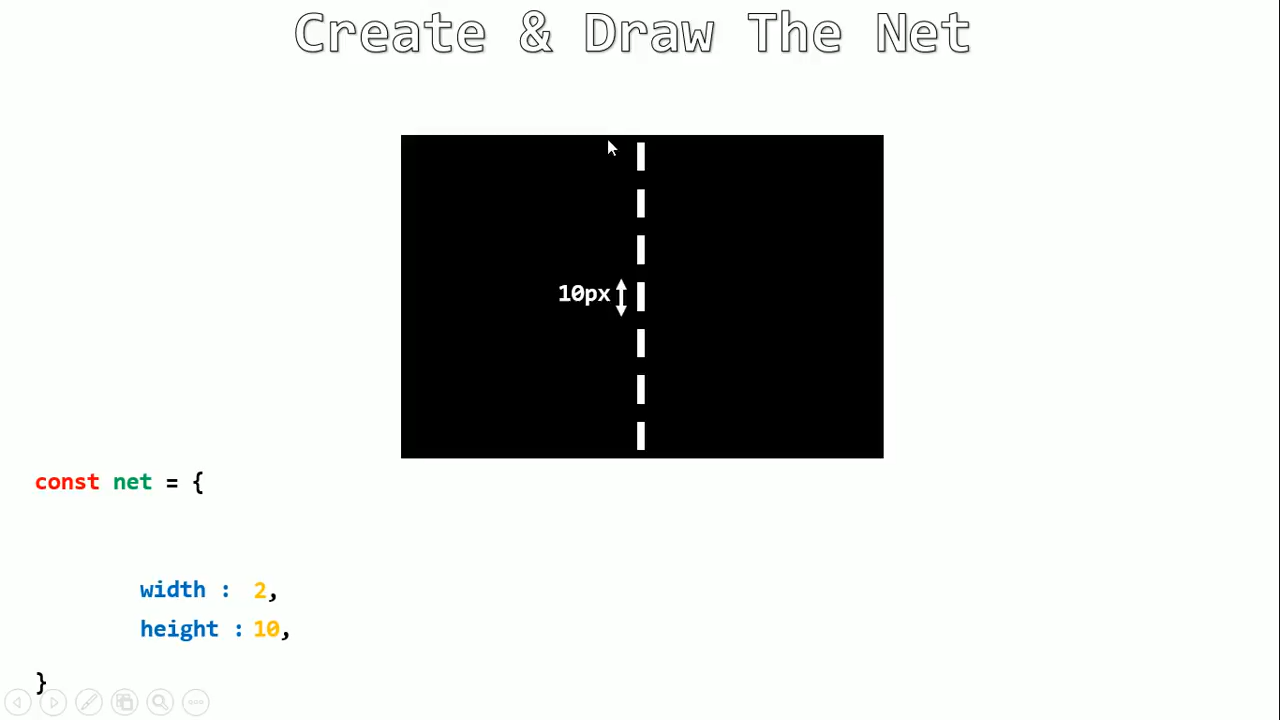 Create & Draw The Net
10px
const net = {
width : 2,
height : 10,
}